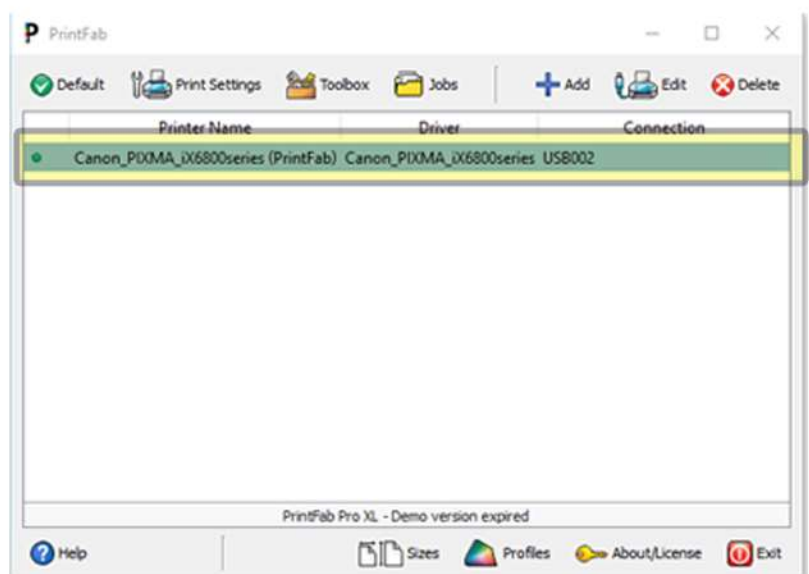 P PrintFab
Default Print Settings Toolbox Jobs Add Edit Delete
Printer Name Driver Connection
Canon_PIXMA_iX6800series (PrintFab) Canon_PIXMA_iX6800series USB002
PrintFab Pro XL - Demo version expired
Help Sizes Profiles About/License Exit